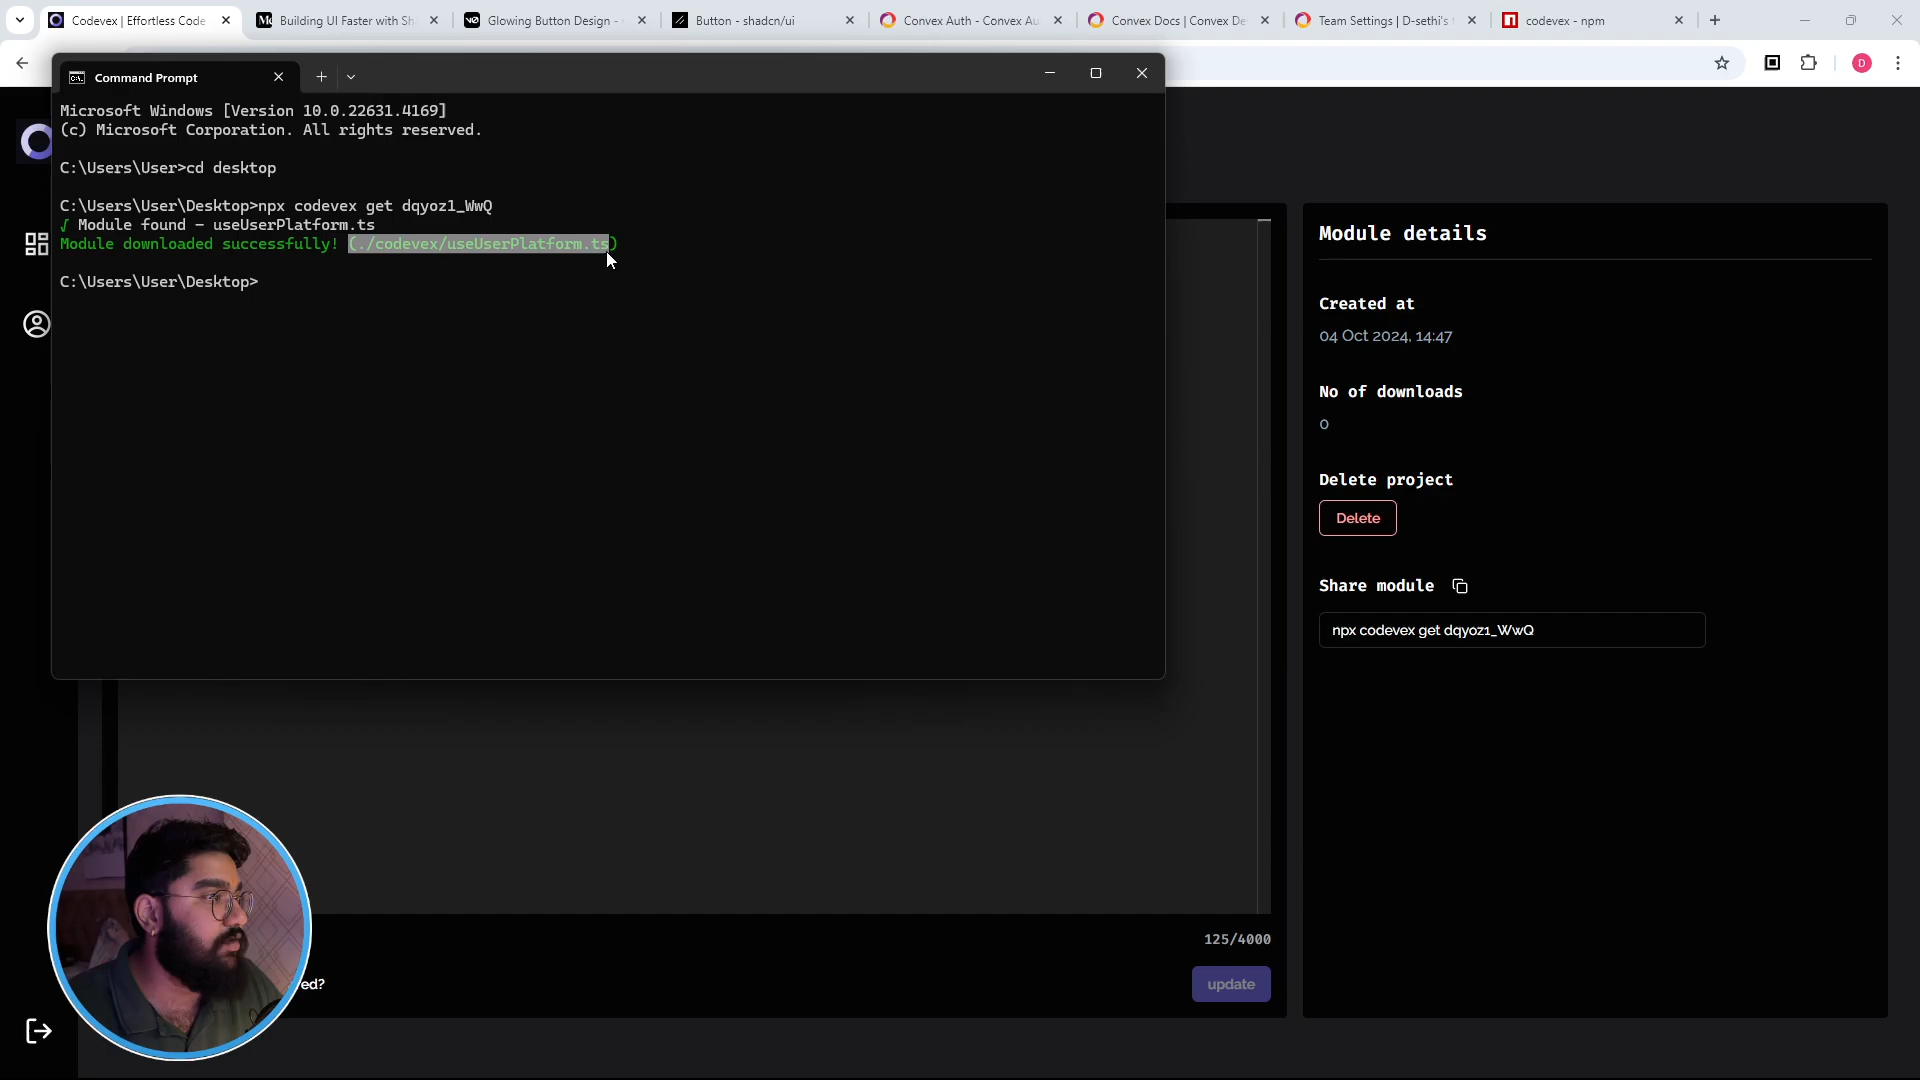 Codevex | Effortless Code
Building UI Faster with Sh
Glowing Button Design -
Button - shadcn/ui
Convex Auth - Convex Au
Convex Docs | Convex De
Team Settings | D-sethi's
codevex - npm
D
Command Prompt
Microsoft Windows [Version 10.0.22631.4169]
(c) Microsoft Corporation. All rights reserved.
C:\Users\User>cd desktop
C:\Users\User\Desktop>npx codevex get dqyoz1_WwQ
√ Module found – useUserPlatform.ts
Module downloaded successfully! (./codevex/useUserPlatform.ts)
C:\Users\User\Desktop>
Module details
Created at
04 Oct 2024, 14:47
No of downloads
0
Delete project
Delete
Share module
npx codevex get dqyoz1_WwQ
125/4000
ed?
update